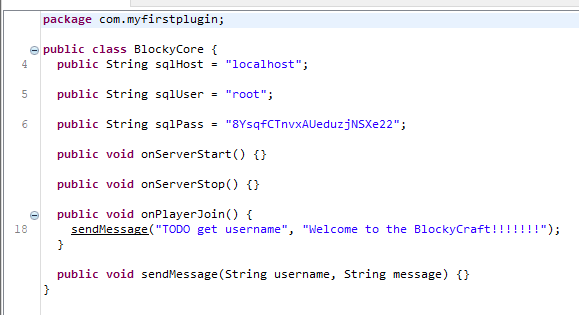 package com.myfirstplugin;
public class BlockyCore {
4 public String sqlHost = "localhost";
5 public String sqlUser = "root";
6 public String sqlPass = "8YsqfCTnvxAUeduzjNSXe22";
public void onServerStart() {}
public void onServerStop() {}
public void onPlayerJoin() {
18 sendMessage("TODO get username", "Welcome to the BlockyCraft!!!!!!!");
}
public void sendMessage(String username, String message) {}
}